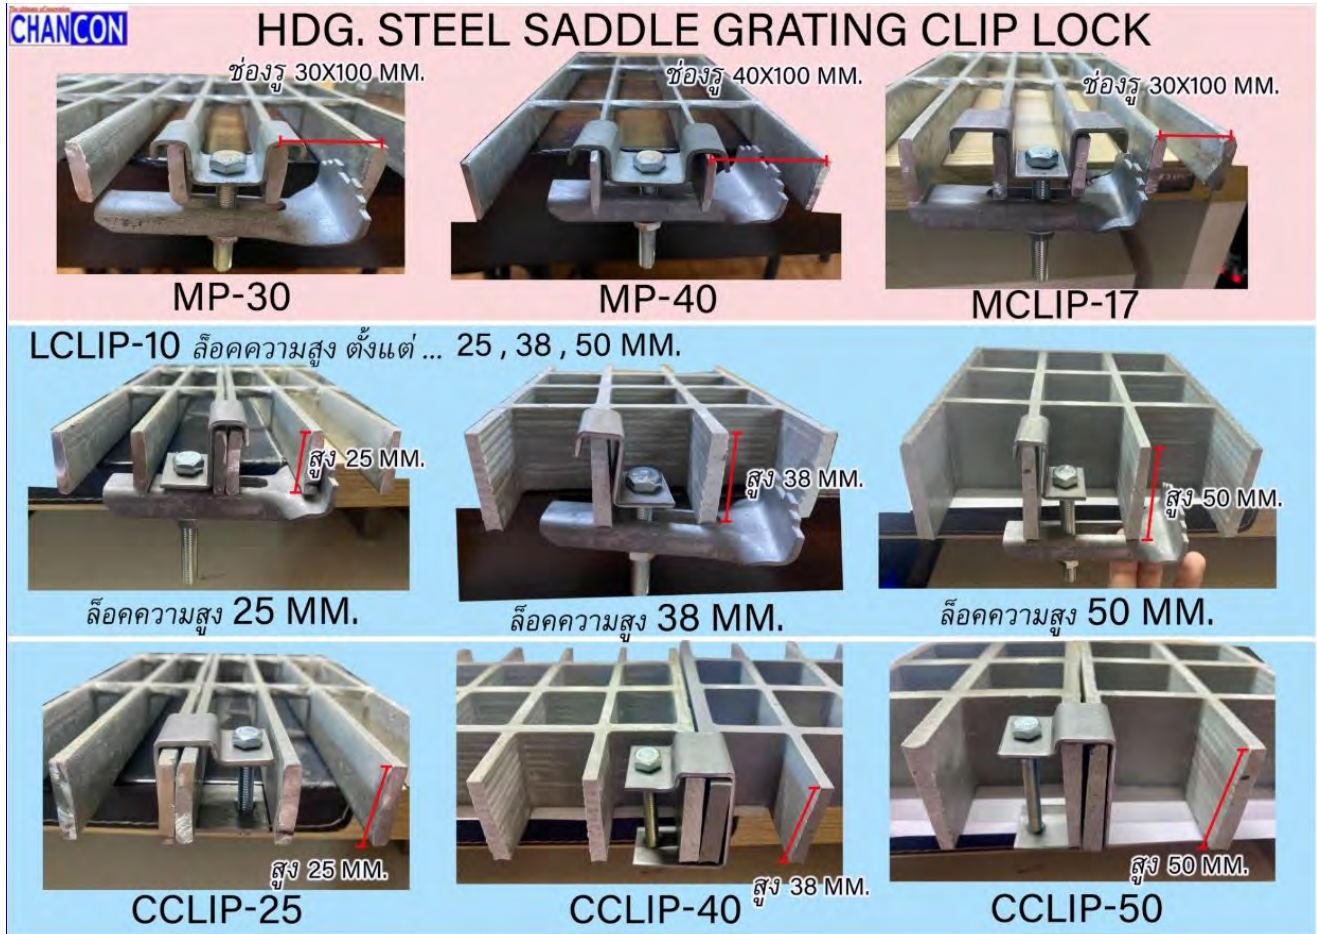 CHANCON
HDG. STEEL SADDLE GRATING CLIP LOCK
ช่องรู 30X100 MM.
ช่องรู 40X100 MM.
ช่องรู 30X100 MM.
MP-30
MP-40
MCLIP-17
LCLIP-10 ล็อคความสูง ตั้งแต่ ... 25 , 38 , 50 MM.
สูง 25 MM.
สูง 38 MM.
สูง 50 MM.
ล็อคความสูง 25 MM.
ล็อคความสูง 38 MM.
ล็อคความสูง 50 MM.
สูง 25 MM.
สูง 38 MM.
สูง 50 MM.
CCLIP-25
CCLIP-40
CCLIP-50